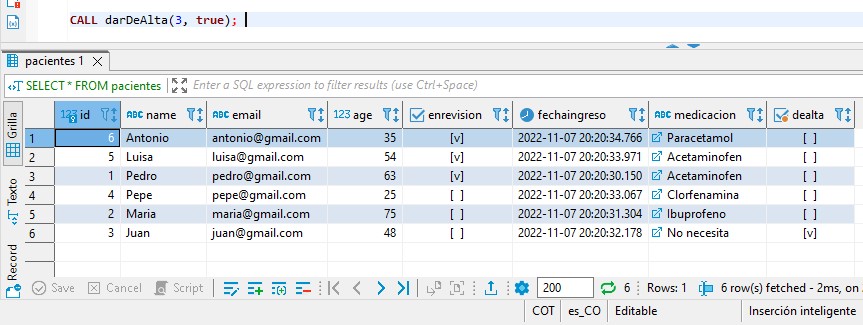 CALL darDeAlta(3, true);
pacientes 1
SELECT * FROM pacientes Enter a SQL expression to filter results (use Ctrl+Space)
Grilla
Texto
Record
123 id ABC name ABC email 123 age enrevision fechaingreso medicacion dealta
1 6 Antonio antonio@gmail.com 35 [v] 2022-11-07 20:20:34.766 Paracetamol [ ]
2 5 Luisa luisa@gmail.com 54 [v] 2022-11-07 20:20:33.971 Acetaminofen [ ]
3 1 Pedro pedro@gmail.com 63 [v] 2022-11-07 20:20:30.150 Acetaminofen [ ]
4 4 Pepe pepe@gmail.com 25 [ ] 2022-11-07 20:20:33.067 Clorfenamina [ ]
5 2 Maria maria@gmail.com 75 [ ] 2022-11-07 20:20:31.304 Ibuprofeno [ ]
6 3 Juan juan@gmail.com 48 [ ] 2022-11-07 20:20:32.178 No necesita [v]
Save Cancel Script 200 6 Rows: 1 6 row(s) fetched - 2ms, on
COT es_CO Editable Inserción inteligente